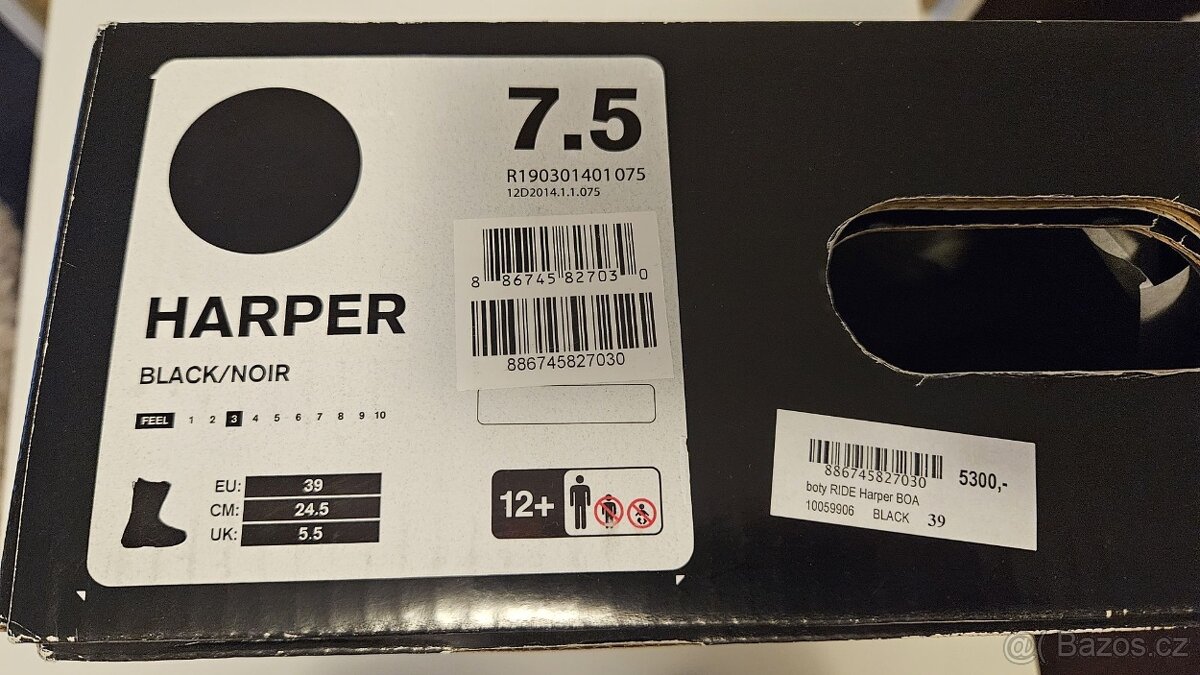 7.5
R190301401075
12D2014.1.1.075
8 86745 82703 0
886745827030
HARPER
BLACK/NOIR
FEEL 1 2 3 4 5 6 7 8 9 10
EU: 39
CM: 24.5
UK: 5.5
12+
886745827030
5300,-
boty RIDE Harper BOA
10059906 BLACK 39
@( Bazos.cz